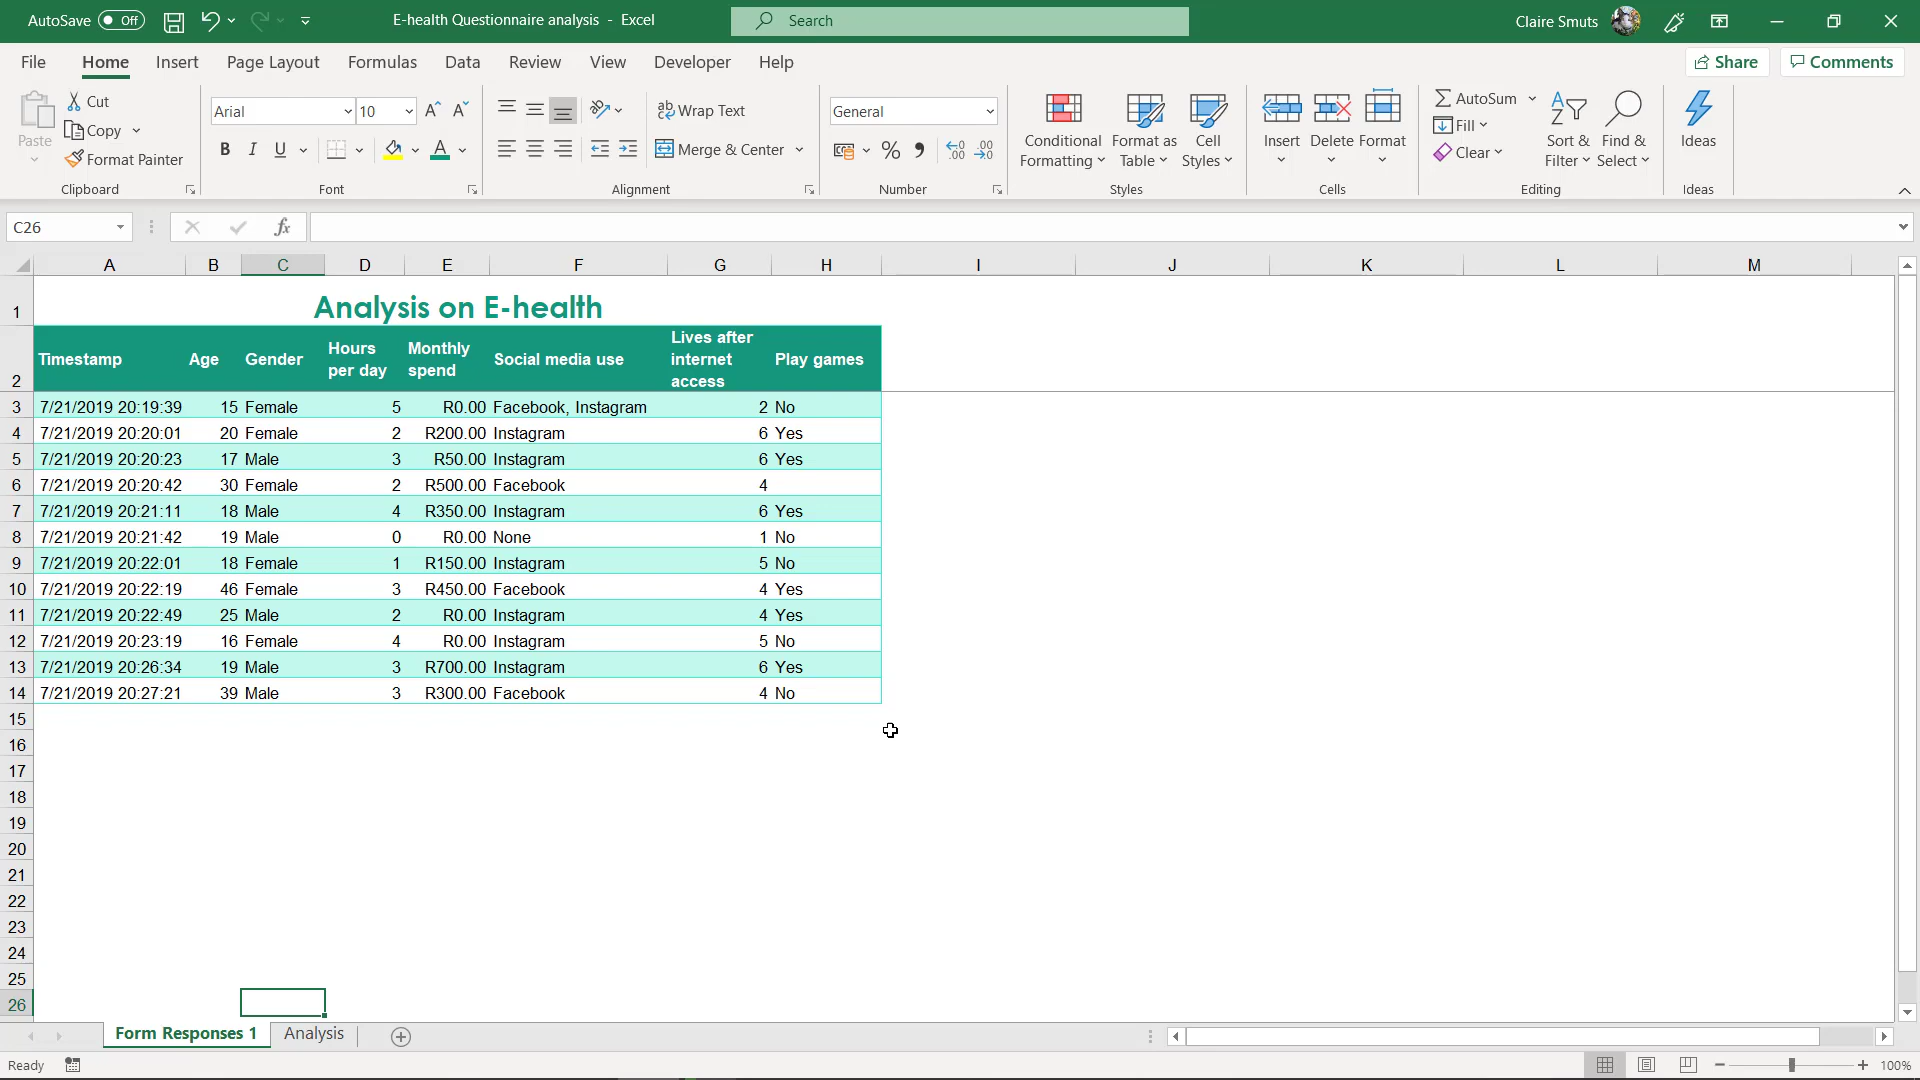 AutoSave Off E-health Questionnaire analysis - Excel Search Claire Smuts
File Home Insert Page Layout Formulas Data Developer Review View Help Share Comments
Paste Cut Copy Format Painter Clipboard
Arial 10 B I U A Font
Wrap Text Merge & Center Alignment
General % .00 Number
Conditional Formatting Format as Table Cell Styles Styles
Insert Delete Format Cells
AutoSum Fill Clear Sort & Filter Find & Select Editing
Ideas Ideas
C26 fx
A B C D E F G H I J K L M
1 Analysis on E-health
2 Timestamp Age Gender Hours per day Monthly spend Social media use Lives after internet access Play games
3 7/21/2019 20:19:39 15 Female 5 R0.00 Facebook, Instagram 2 No
4 7/21/2019 20:20:01 20 Female 2 R200.00 Instagram 6 Yes
5 7/21/2019 20:20:23 17 Male 3 R50.00 Instagram 6 Yes
6 7/21/2019 20:20:42 30 Female 2 R500.00 Facebook 4
7 7/21/2019 20:21:11 18 Male 4 R350.00 Instagram 6 Yes
8 7/21/2019 20:21:42 19 Male 0 R0.00 None 1 No
9 7/21/2019 20:22:01 18 Female 1 R150.00 Instagram 5 No
10 7/21/2019 20:22:19 46 Female 3 R450.00 Facebook 4 Yes
11 7/21/2019 20:22:49 25 Male 2 R0.00 Instagram 4 Yes
12 7/21/2019 20:23:19 16 Female 4 R0.00 Instagram 5 No
13 7/21/2019 20:26:34 19 Male 3 R700.00 Instagram 6 Yes
14 7/21/2019 20:27:21 39 Male 3 R300.00 Facebook 4 No
15
16
17
18
19
20
21
22
23
24
25
26
Form Responses 1 Analysis
Ready 100%